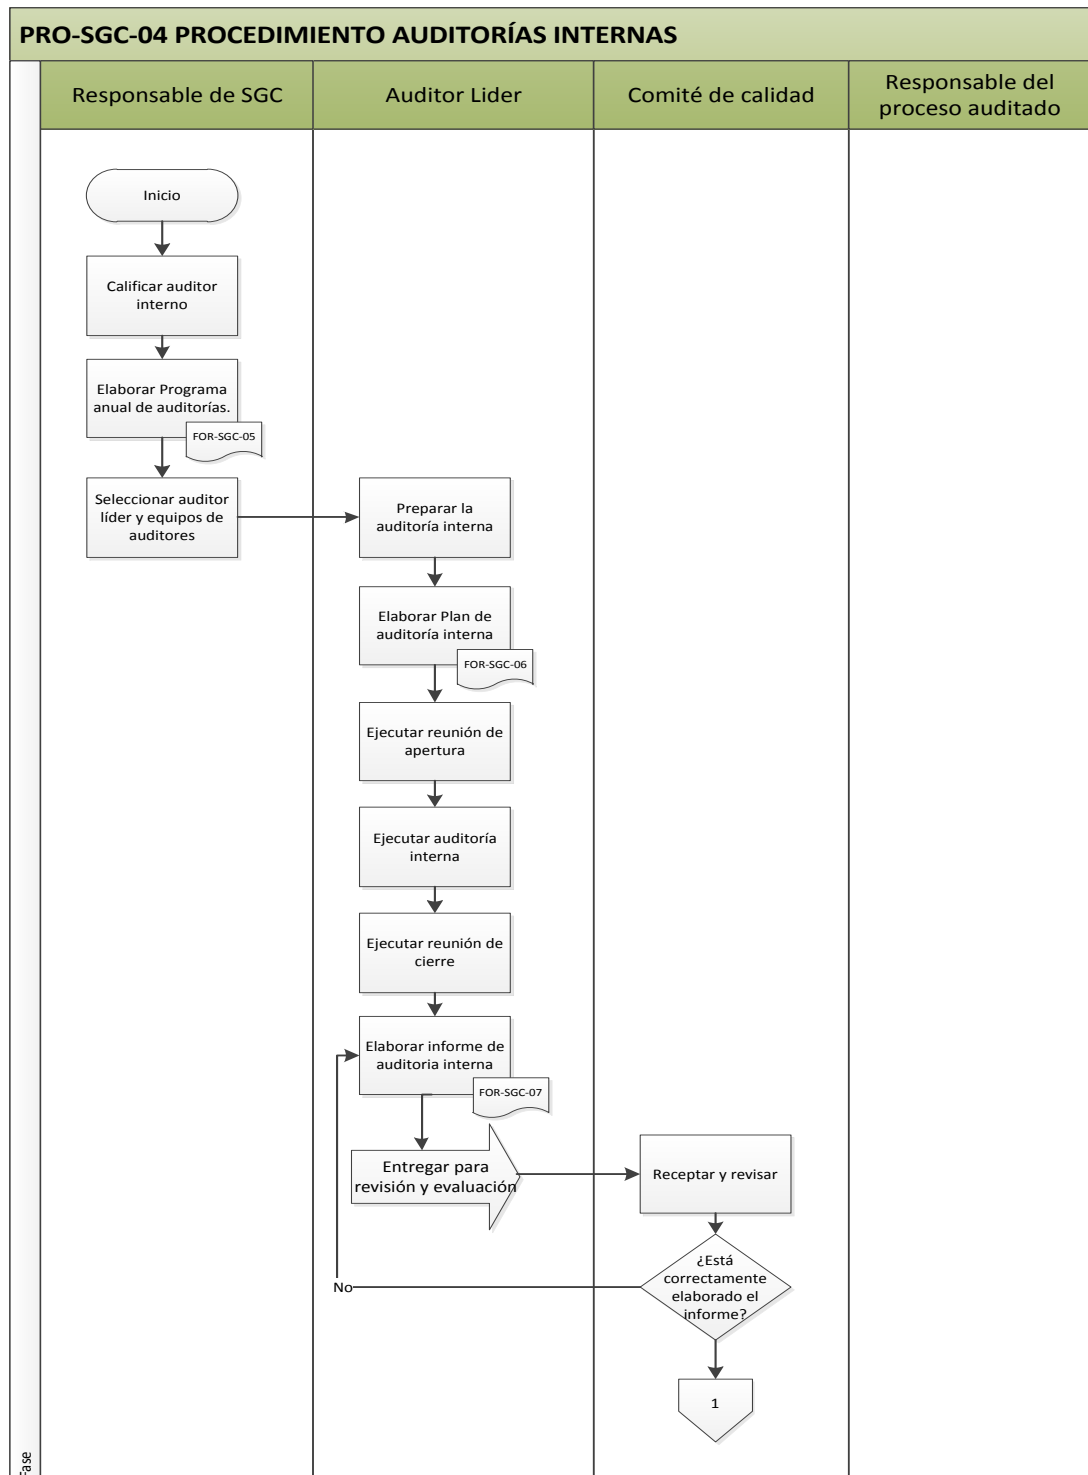 PRO-SGC-04 PROCEDIMIENTO AUDITORÍAS INTERNAS
Responsable de SGC
Auditor Lider
Comité de calidad
Responsable del
proceso auditado
Inicio
Calificar auditor
interno
Elaborar Programa
anual de auditorías.
FOR-SGC-05
Seleccionar auditor
líder y equipos de
auditores
Preparar la
auditoría interna
Elaborar Plan de
auditoría interna
FOR-SGC-06
Ejecutar reunión de
apertura
Ejecutar auditoría
interna
Ejecutar reunión de
cierre
Elaborar informe de
auditoria interna
FOR-SGC-07
Entregar para
revisión y evaluación
Receptar y revisar
¿Está
correctamente
elaborado el
informe?
No
1
Fase